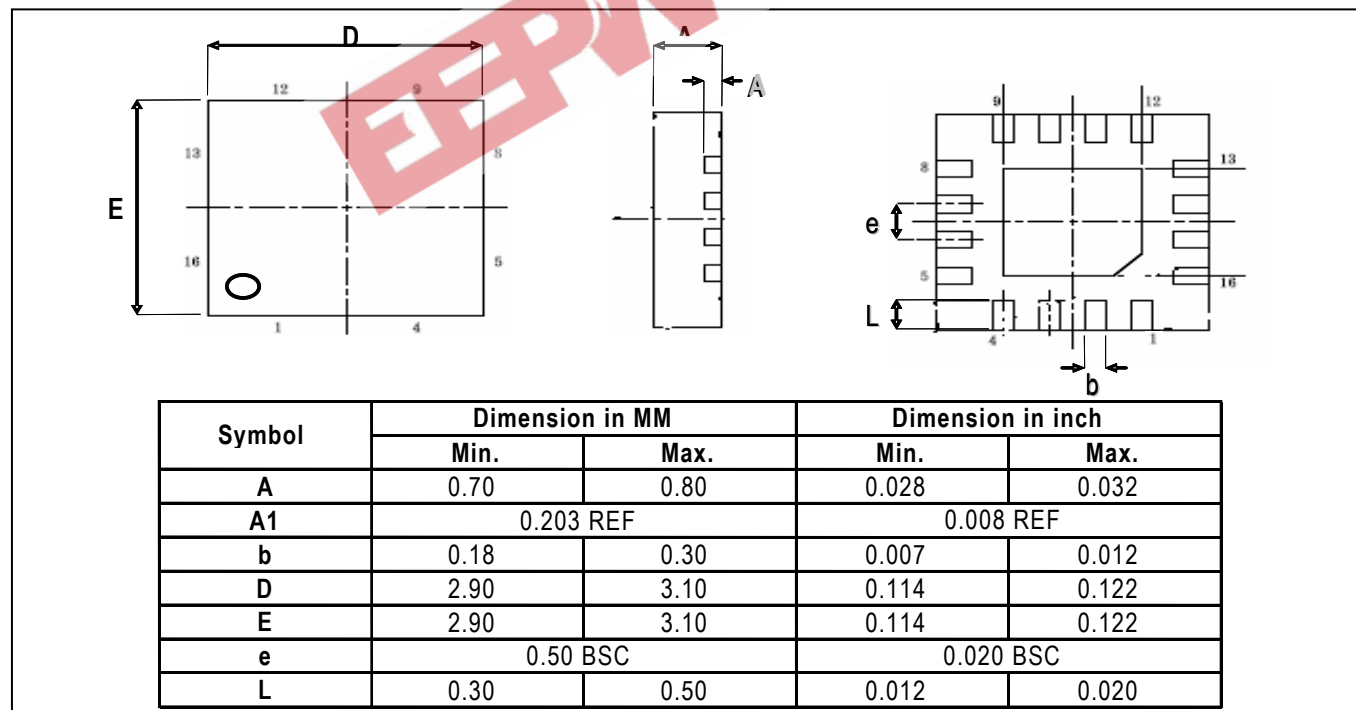 EEPW
D
A
A
12 9
9 12
13 8
8 13
E
e
16 5
5 16
L
1 4
4 1
b
Symbol Dimension in MM Dimension in inch
Min. Max. Min. Max.
A 0.70 0.80 0.028 0.032
A1 0.203 REF 0.008 REF
b 0.18 0.30 0.007 0.012
D 2.90 3.10 0.114 0.122
E 2.90 3.10 0.114 0.122
e 0.50 BSC 0.020 BSC
L 0.30 0.50 0.012 0.020